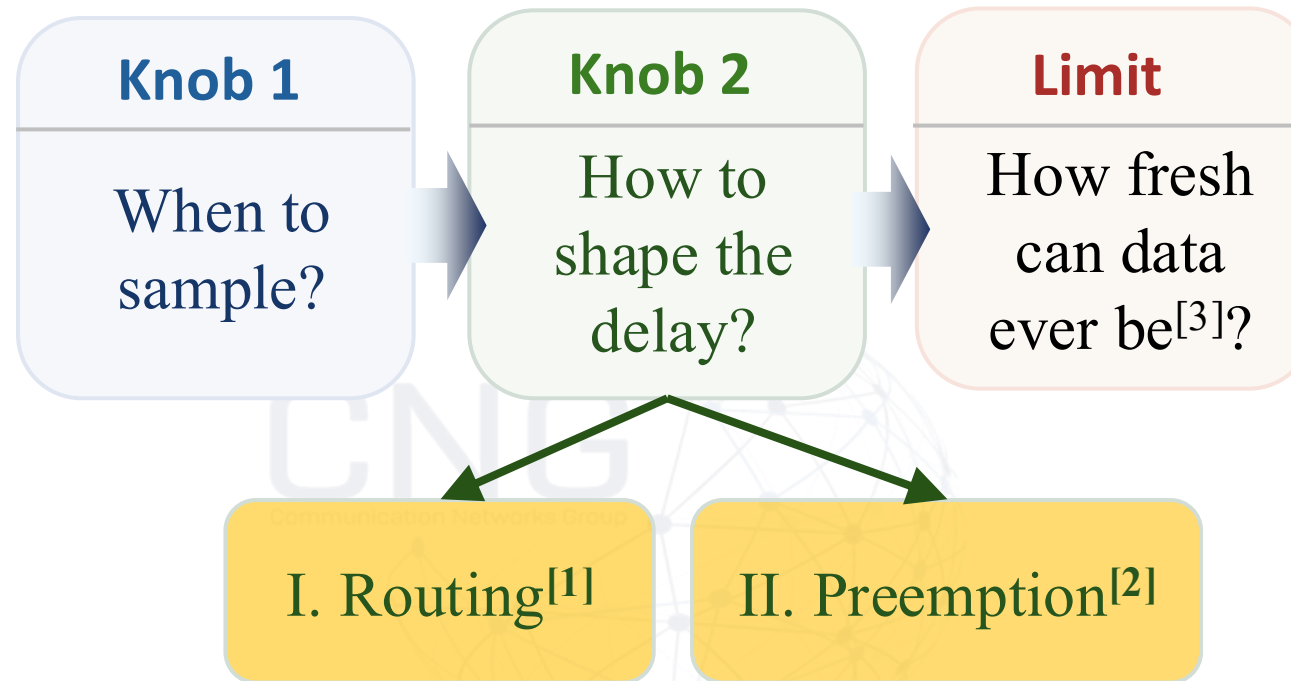 Knob 1
When to
sample?
Knob 2
How to
shape the
delay?
Limit
How fresh
can data
ever be[3]?
CNG
Communication Networks Group
I. Routing[1]
II. Preemption[2]